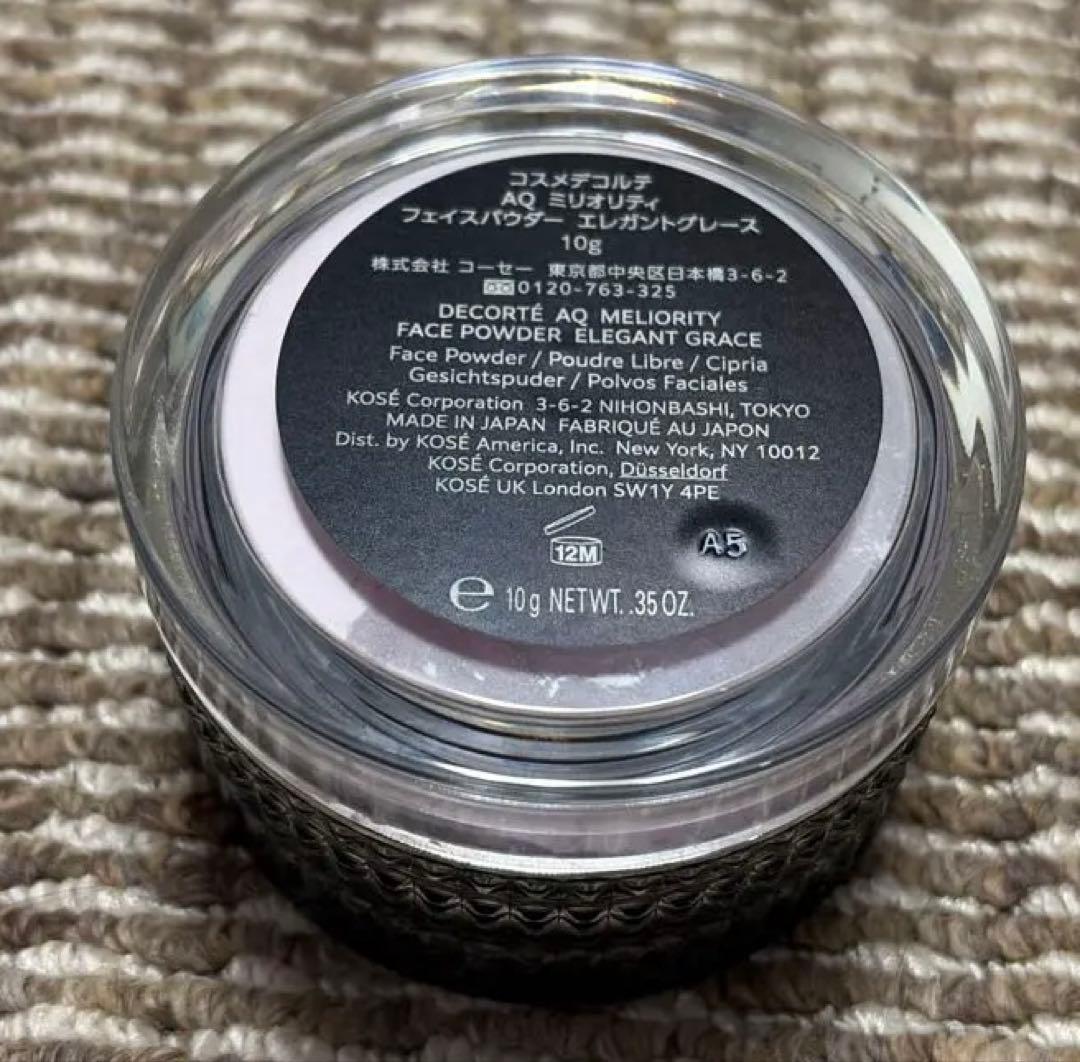 コスメデコルテ
AQ ミリオリティ
フェイスパウダー エレガントグレース
10g
株式会社 コーセー 東京都中央区日本橋3-6-2
0120-763-325
DECORTÉ AQ MELIORITY
FACE POWDER ELEGANT GRACE
Face Powder / Poudre Libre / Cipria
Gesichtspuder / Polvos Faciales
KOSÉ Corporation 3-6-2 NIHONBASHI, TOKYO
MADE IN JAPAN FABRIQUÉ AU JAPON
Dist. by KOSÉ America, Inc. New York, NY 10012
KOSÉ Corporation, Düsseldorf
KOSÉ UK London SW1Y 4PE
12M
A5
℮ 10g NET WT. .35 OZ.